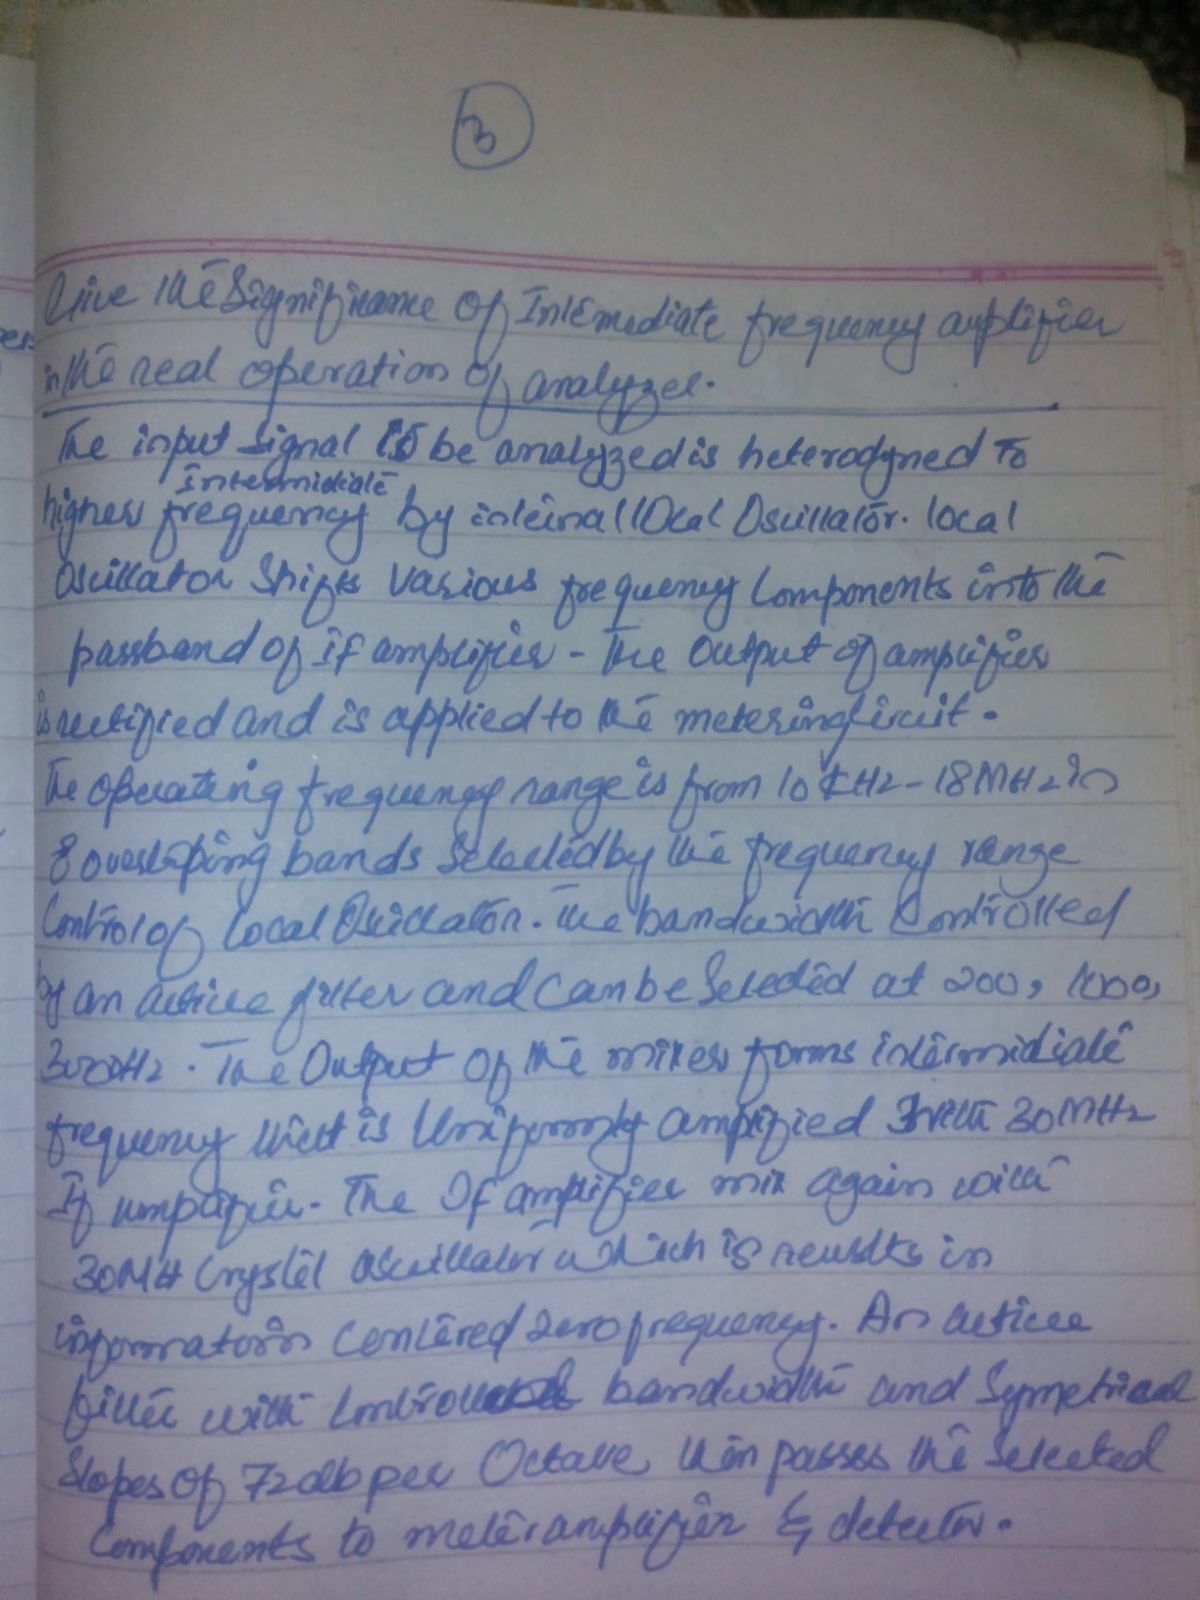 3
Give the Significance of Intermediate frequency amplifier
in the real operation of analyzer.
The input signal to be analyzed is heterodyned to
Intermidiate
higher frequency by internal local Oscillator. local
Oscillator Shifts various frequency Components into the
passband of IF amplifier - The Output of amplifier
is rectified and is applied to the metering circuit.
The operating frequency range is from 10 KHz - 18 MHz in
8 overlaping bands Selected by the frequency range
Control of local Oscillator. The bandwidth Controlled
by an active filter and can be Selected at 200, 1000,
3000Hz. The Output of the mixer forms intermidiate
frequency that is Uniformly amplified with 30MHz
If amplifier. The If amplifier mix again with
30MH Crystal oscillator which is results in
information Centered zero frequency. An active
filter with Controlled bandwidth and Symetrical
Slopes of 72db per Octave then passes the Selected
Components to meter amplifier & detector.